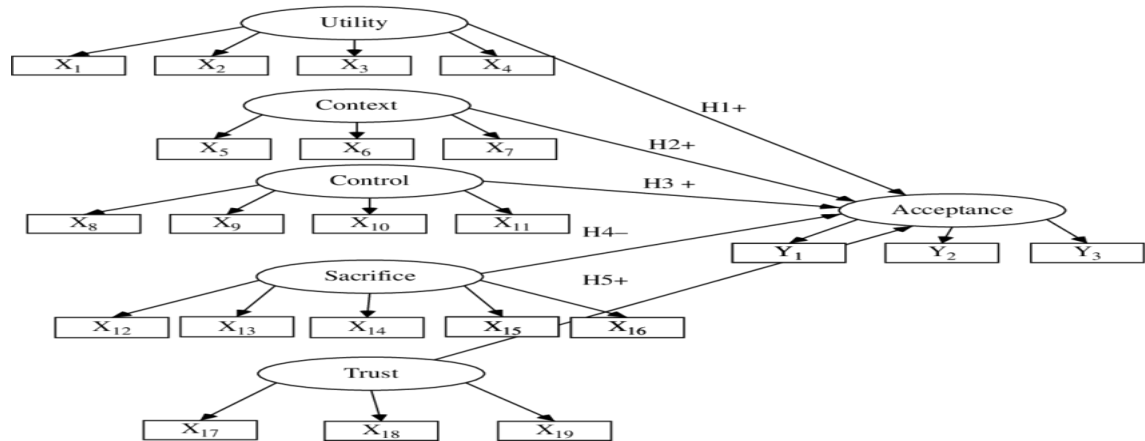 Utility
X1 X2 X3 X4
H1+
Context
H2+
X5 X6 X7
Control
H3 +
Acceptance
X8 X9 X10 X11
H4–
Y1 Y2 Y3
Sacrifice
H5+
X12 X13 X14 X15 X16
Trust
X17 X18 X19